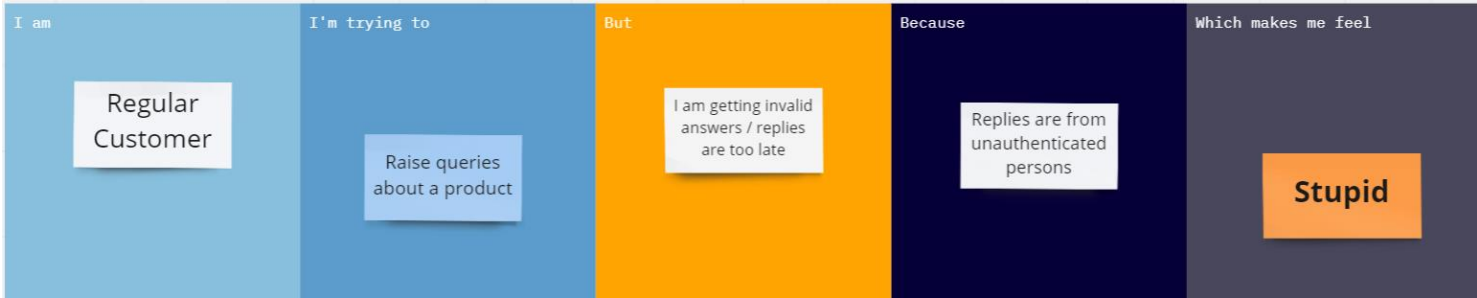 I am
Regular
Customer
I'm trying to
Raise queries
about a product
But
I am getting invalid
answers / replies
are too late
Because
Replies are from
unauthenticated
persons
Which makes me feel
Stupid